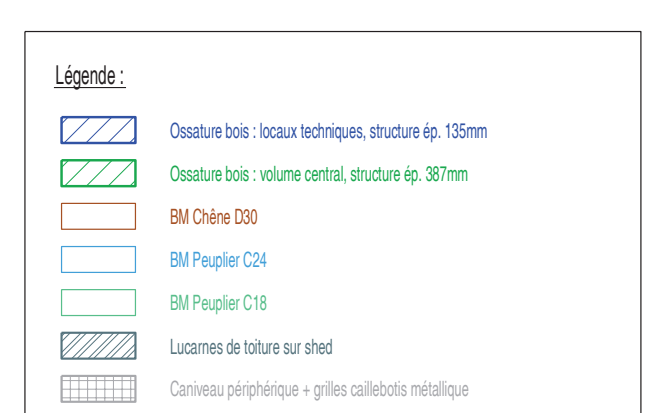 Légende :
Ossature bois : locaux techniques, structure ép. 135mm
Ossature bois : volume central, structure ép. 387mm
BM Chêne D30
BM Peuplier C24
BM Peuplier C18
Lucarnes de toiture sur shed
Caniveau périphérique + grilles caillebotis métallique